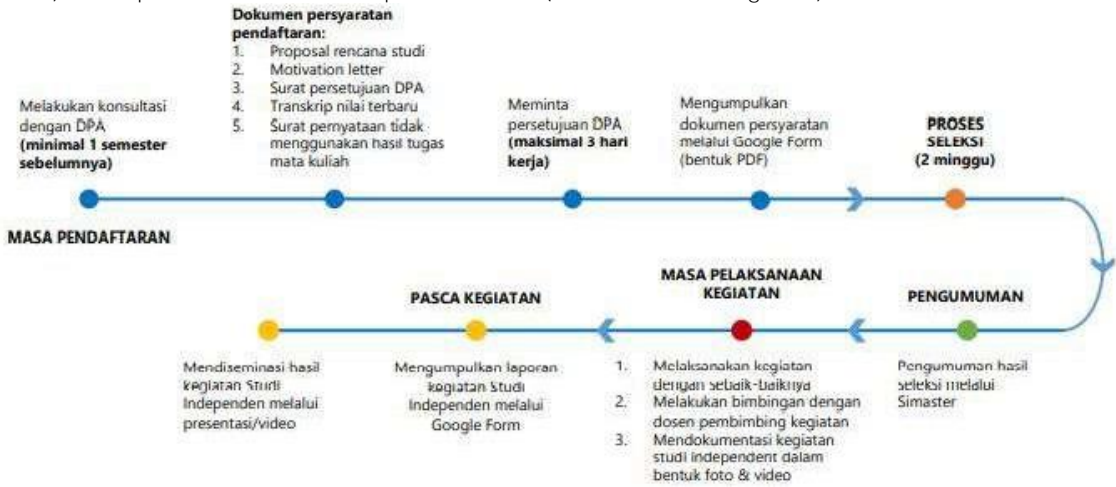 Dokumen persyaratan
pendaftaran:
1. Proposal rencana studi
2. Motivation letter
3. Surat persetujuan DPA
4. Transkrip nilai terbaru
5. Surat pernyataan tidak
menggunakan hasil tugas
mata kuliah
Melakukan konsultasi
dengan DPA
(minimal 1 semester
sebelumnya)
Meminta
persetujuan DPA
(maksimal 3 hari
kerja)
Mengumpulkan
dokumen persyaratan
melalui Google Form
(bentuk PDF)
PROSES
SELEKSI
(2 minggu)
MASA PENDAFTARAN
PENGUMUMAN
Pengumuman hasil
seleksi melalui
Simaster
MASA PELAKSANAAN
KEGIATAN
1. Melaksanakan kegiatan
dengan sebaik-baiknya
2. Melakukan bimbingan dengan
dosen pembimbing kegiatan
3. Mendokumentasi kegiatan
studi independent dalam
bentuk foto & video
PASCA KEGIATAN
Mengumpulkan laporan
kegiatan Studi
Independen melalui
Google Form
Mendiseminasi hasil
kegiatan Studi
Independen melalui
presentasi/video